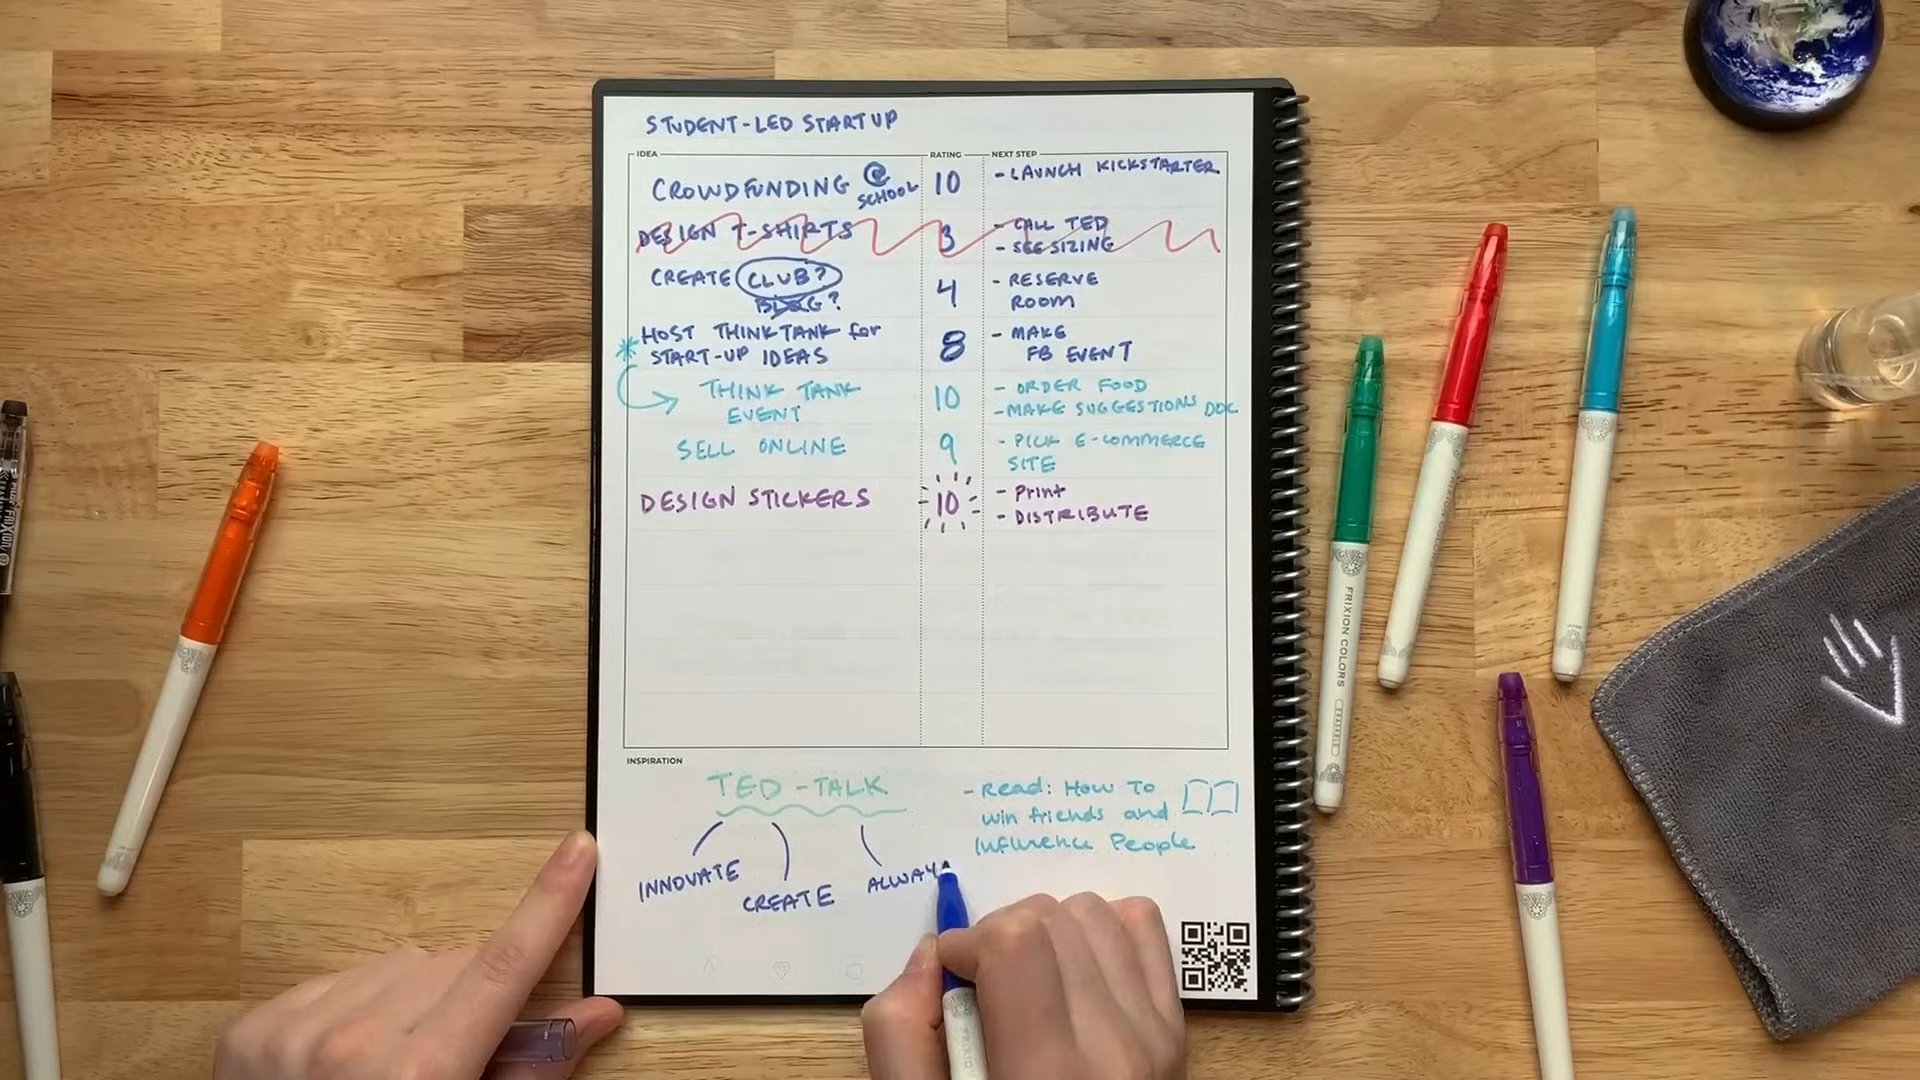 STUDENT-LED STARTUP
IDEA RATING NEXT STEP
CROWDFUNDING @ SCHOOL 10 - LAUNCH KICKSTARTER
DESIGN T-SHIRTS 3 - CALL TED
- SEE SIZING
CREATE CLUB? 4 - RESERVE
BLOG? ROOM
*HOST THINK TANK for 8 - MAKE
START-UP IDEAS FB EVENT
THINK TANK 10 - ORDER FOOD
EVENT - MAKE SUGGESTIONS DOC
SELL ONLINE 9 - PICK E-COMMERCE
SITE
DESIGN STICKERS 10 - Print
- DISTRIBUTE
INSPIRATION
TED-TALK
- Read: How To
win friends and
Influence People
INNOVATE
CREATE
ALWAY
FRIXION COLORS